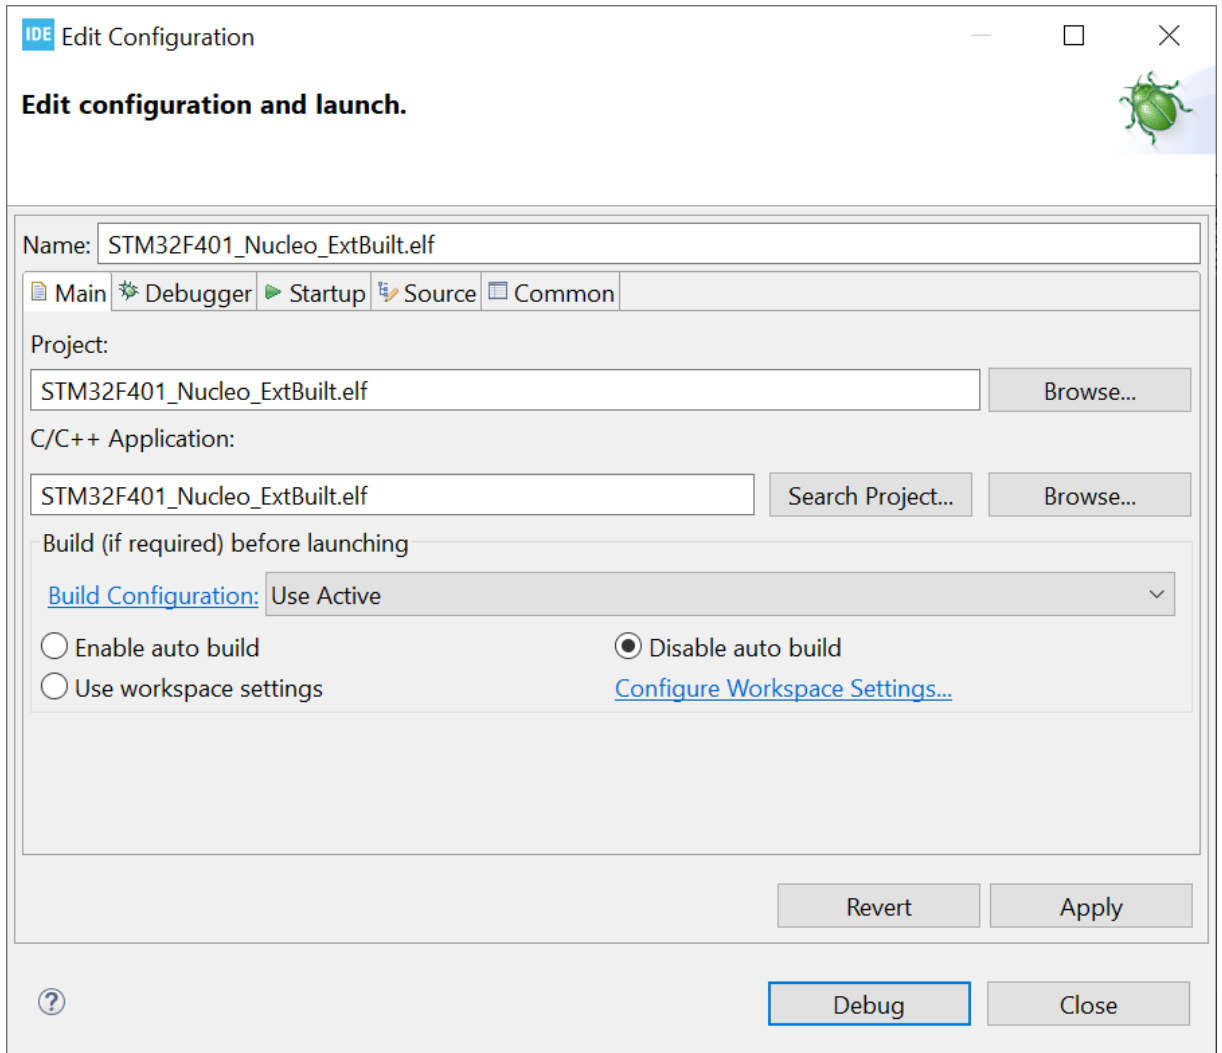 IDE Edit Configuration
Edit configuration and launch.
Name: STM32F401_Nucleo_ExtBuilt.elf
Main Debugger Startup Source Common
Project:
STM32F401_Nucleo_ExtBuilt.elf Browse...
C/C++ Application:
STM32F401_Nucleo_ExtBuilt.elf Search Project... Browse...
Build (if required) before launching
Build Configuration: Use Active
Enable auto build Disable auto build
Use workspace settings Configure Workspace Settings...
Revert Apply
? Debug Close